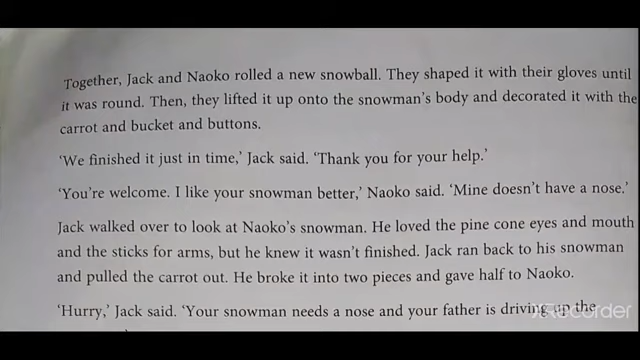 Together, Jack and Naoko rolled a new snowball. They shaped it with their gloves until
it was round. Then, they lifted it up onto the snowman's body and decorated it with the
carrot and bucket and buttons.
'We finished it just in time,' Jack said. 'Thank you for your help.'
'You're welcome. I like your snowman better,' Naoko said. 'Mine doesn't have a nose.'
Jack walked over to look at Naoko's snowman. He loved the pine cone eyes and mouth
and the sticks for arms, but he knew it wasn't finished. Jack ran back to his snowman
and pulled the carrot out. He broke it into two pieces and gave half to Naoko.
'Hurry,' Jack said. 'Your snowman needs a nose and your father is driving up the
XRecorder